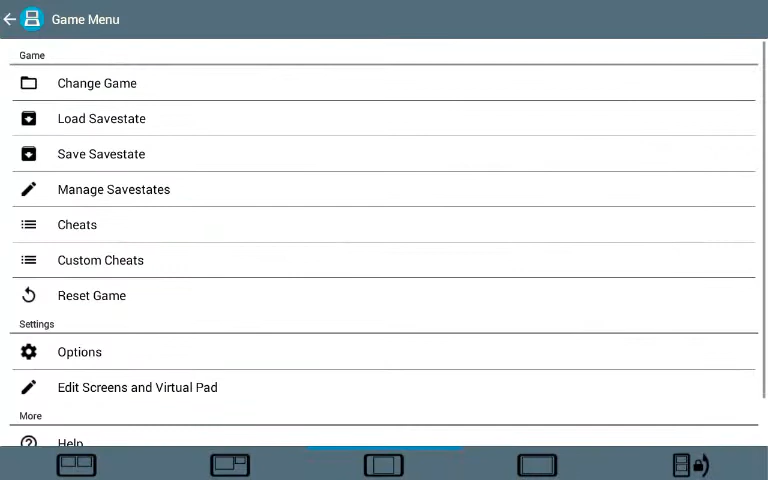 Game Menu
Game
Change Game
Load Savestate
Save Savestate
Manage Savestates
Cheats
Custom Cheats
Reset Game
Settings
Options
Edit Screens and Virtual Pad
More
Help